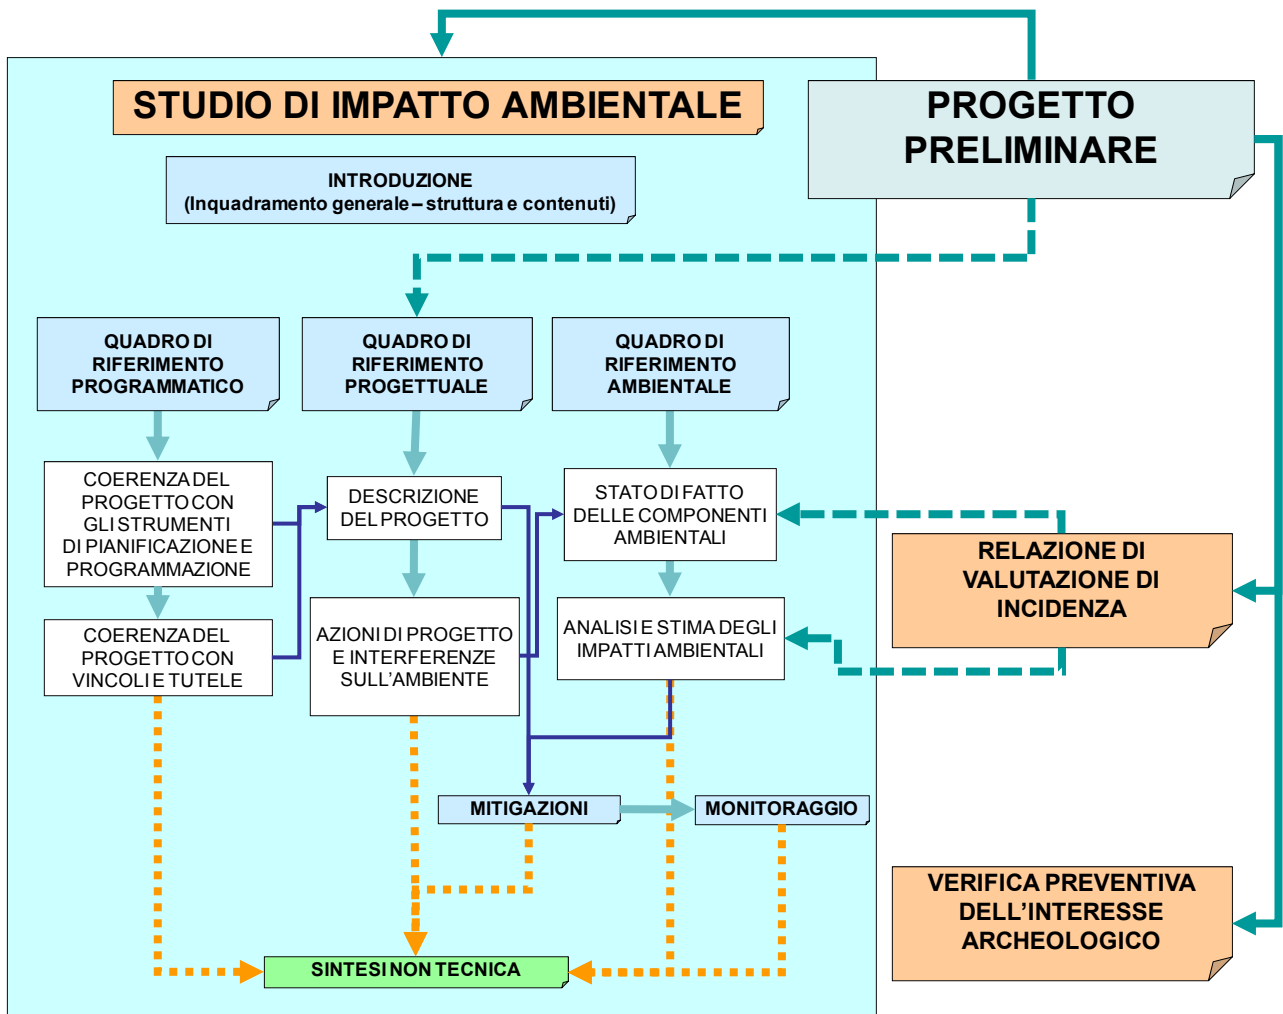 STUDIO DI IMPATTO AMBIENTALE
PROGETTO
PRELIMINARE
INTRODUZIONE
(Inquadramento generale – struttura e contenuti)
QUADRO DI
RIFERIMENTO
PROGRAMMATICO
QUADRO DI
RIFERIMENTO
PROGETTUALE
QUADRO DI
RIFERIMENTO
AMBIENTALE
COERENZA DEL
PROGETTO CON
GLI STRUMENTI
DI PIANIFICAZIONE E
PROGRAMMAZIONE
DESCRIZIONE
DEL PROGETTO
STATO DI FATTO
DELLE COMPONENTI
AMBIENTALI
RELAZIONE DI
VALUTAZIONE DI
INCIDENZA
COERENZA DEL
PROGETTO CON
VINCOLI E TUTELE
AZIONI DI PROGETTO
E INTERFERENZE
SULL'AMBIENTE
ANALISI E STIMA DEGLI
IMPATTI AMBIENTALI
MITIGAZIONI
MONITORAGGIO
VERIFICA PREVENTIVA
DELL'INTERESSE
ARCHEOLOGICO
SINTESI NON TECNICA